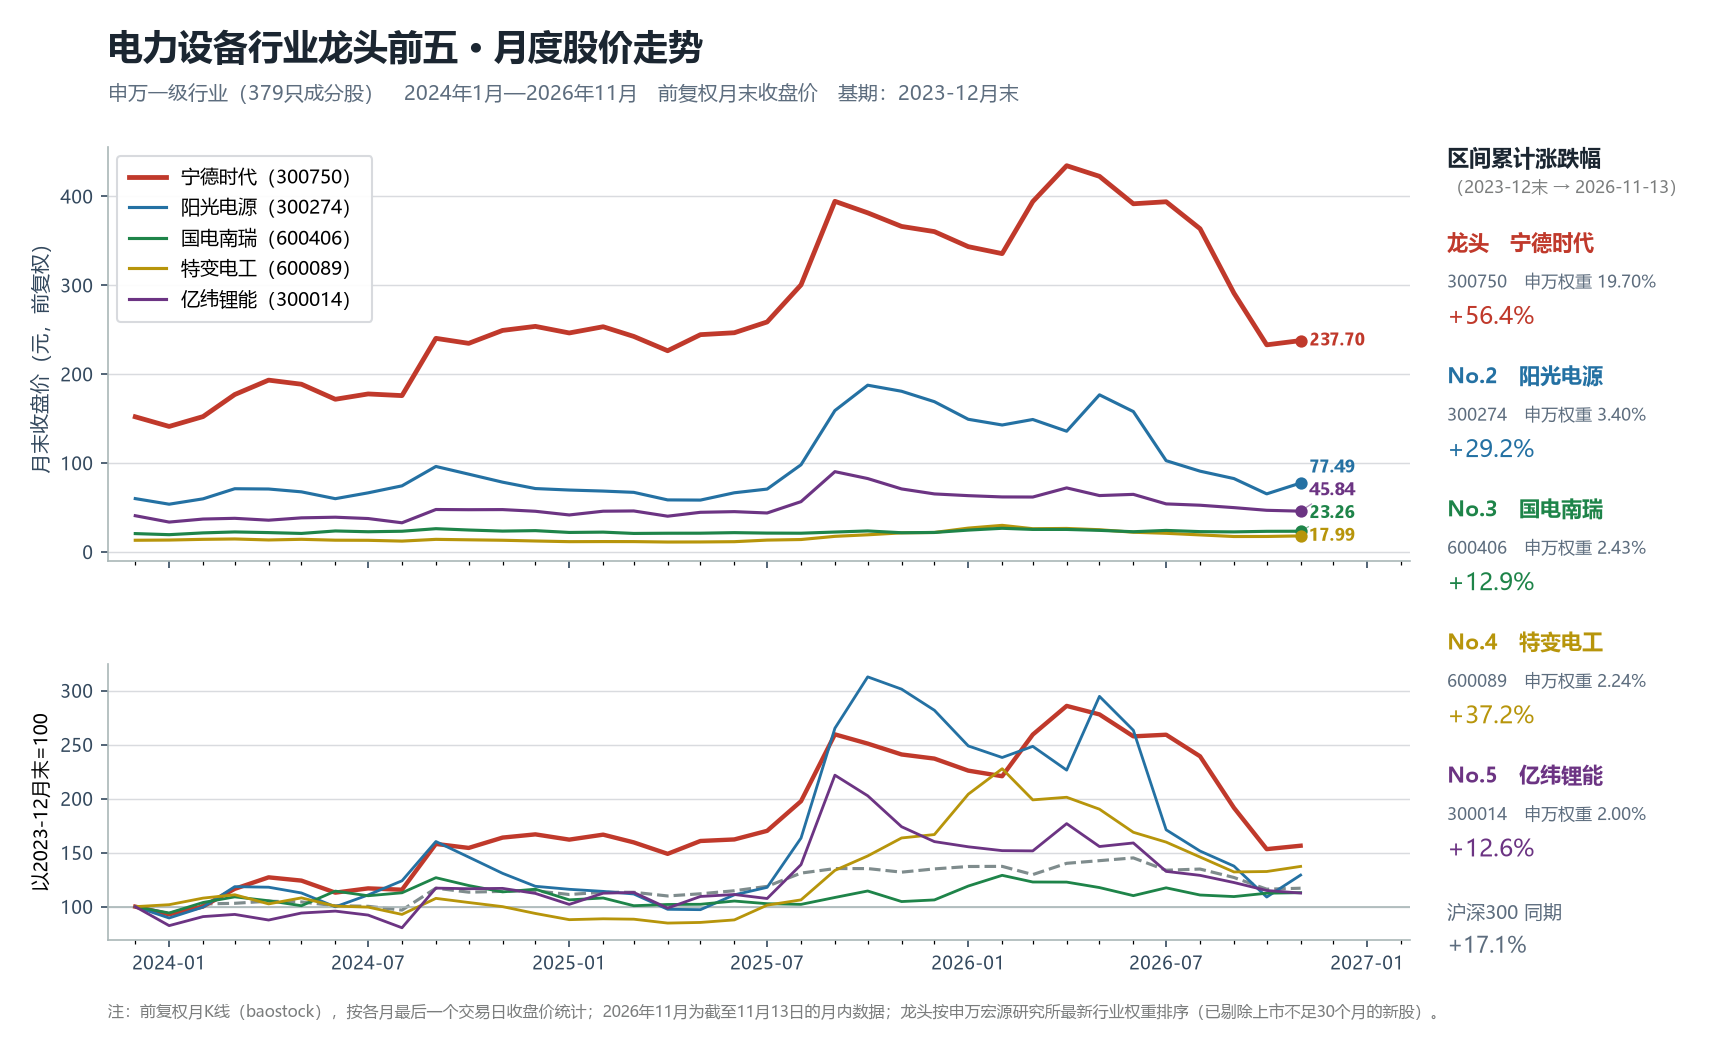 电力设备行业龙头前五 • 月度股价走势
申万一级行业（379只成分股） 2024年1月—2026年11月 前复权月末收盘价 基期：2023-12月末
月末收盘价（元，前复权）
400
300
200
100
0
宁德时代（300750）
阳光电源（300274）
国电南瑞（600406）
特变电工（600089）
亿纬锂能（300014）
237.70
77.49
45.84
23.26
17.99
以2023-12月末=100
300
250
200
150
100
2024-01
2024-07
2025-01
2025-07
2026-01
2026-07
2027-01
区间累计涨跌幅
（2023-12末 → 2026-11-13）
龙头 宁德时代
300750 申万权重 19.70%
+56.4%
No.2 阳光电源
300274 申万权重 3.40%
+29.2%
No.3 国电南瑞
600406 申万权重 2.43%
+12.9%
No.4 特变电工
600089 申万权重 2.24%
+37.2%
No.5 亿纬锂能
300014 申万权重 2.00%
+12.6%
沪深300 同期
+17.1%
注：前复权月K线（baostock），按各月最后一个交易日收盘价统计；2026年11月为截至11月13日的月内数据；龙头按申万宏源研究所最新行业权重排序（已剔除上市不足30个月的新股）。